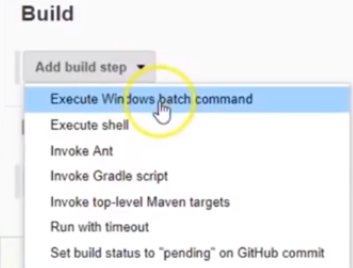 Build
Add build step
Execute Windows batch command
Execute shell
Invoke Ant
Invoke Gradle script
Invoke top-level Maven targets
Run with timeout
Set build status to "pending" on GitHub commit